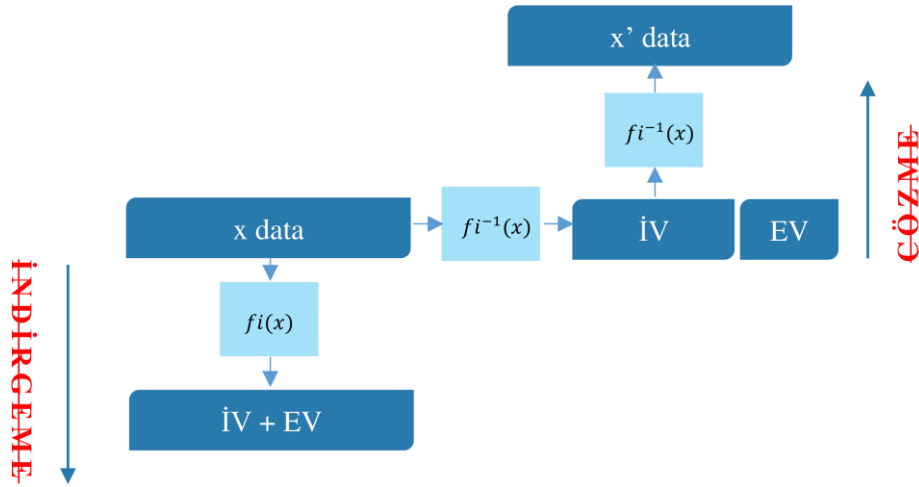 x’ data
fi⁻¹(x)
ÇÖZME
x data
fi⁻¹(x)
İV
EV
İNDİRGEME
fi(x)
İV + EV